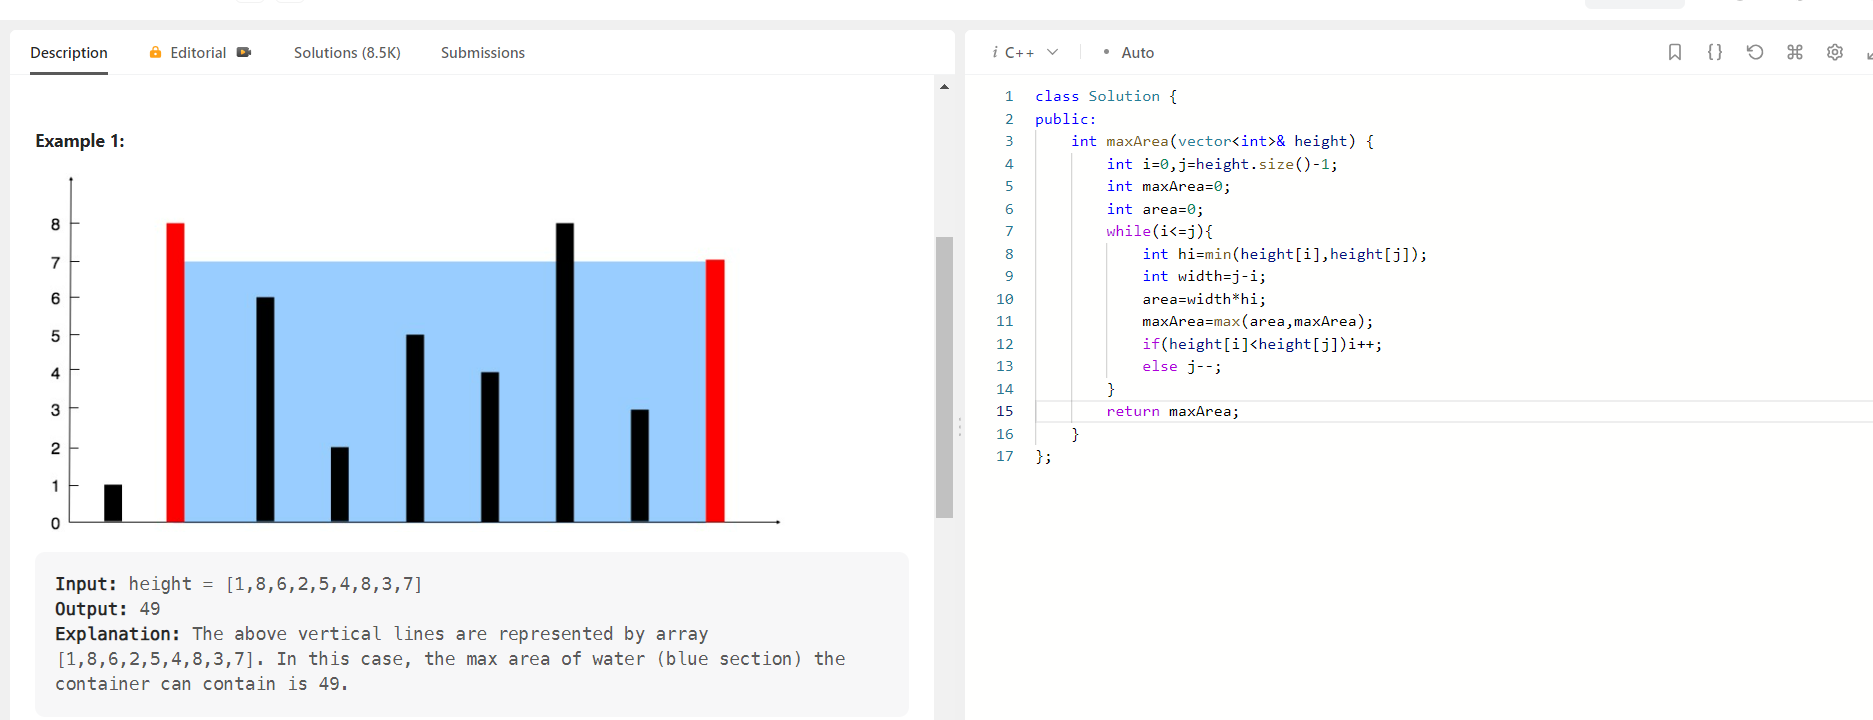 Description
Editorial
Solutions (8.5K)
Submissions
Example 1:
8
7
6
5
4
3
2
1
0
Input: height = [1,8,6,2,5,4,8,3,7]
Output: 49
Explanation: The above vertical lines are represented by array
[1,8,6,2,5,4,8,3,7]. In this case, the max area of water (blue section) the
container can contain is 49.
i C++
• Auto
{}
1 class Solution {
2 public:
3     int maxArea(vector<int>& height) {
4         int i=0,j=height.size()-1;
5         int maxArea=0;
6         int area=0;
7         while(i<=j){
8             int hi=min(height[i],height[j]);
9             int width=j-i;
10             area=width*hi;
11             maxArea=max(area,maxArea);
12             if(height[i]<height[j])i++;
13             else j--;
14         }
15         return maxArea;
16     }
17 };